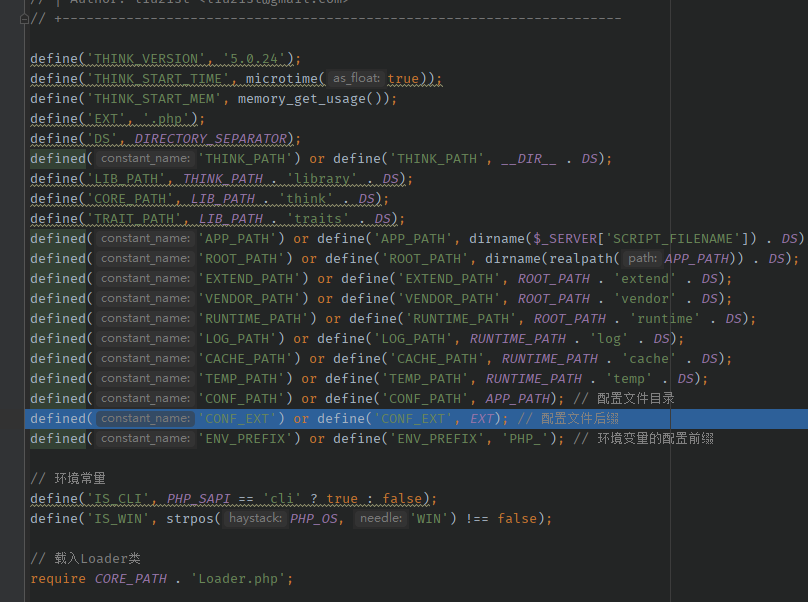 // +----------------------------------------------------------------------
define('THINK_VERSION', '5.0.24');
define('THINK_START_TIME', microtime( as_float: true));
define('THINK_START_MEM', memory_get_usage());
define('EXT', '.php');
define('DS', DIRECTORY_SEPARATOR);
defined( constant_name: 'THINK_PATH') or define('THINK_PATH', __DIR__ . DS);
define('LIB_PATH', THINK_PATH . 'library' . DS);
define('CORE_PATH', LIB_PATH . 'think' . DS);
define('TRAIT_PATH', LIB_PATH . 'traits' . DS);
defined( constant_name: 'APP_PATH') or define('APP_PATH', dirname($_SERVER['SCRIPT_FILENAME']) . DS)
defined( constant_name: 'ROOT_PATH') or define('ROOT_PATH', dirname(realpath( path: APP_PATH)) . DS);
defined( constant_name: 'EXTEND_PATH') or define('EXTEND_PATH', ROOT_PATH . 'extend' . DS);
defined( constant_name: 'VENDOR_PATH') or define('VENDOR_PATH', ROOT_PATH . 'vendor' . DS);
defined( constant_name: 'RUNTIME_PATH') or define('RUNTIME_PATH', ROOT_PATH . 'runtime' . DS);
defined( constant_name: 'LOG_PATH') or define('LOG_PATH', RUNTIME_PATH . 'log' . DS);
defined( constant_name: 'CACHE_PATH') or define('CACHE_PATH', RUNTIME_PATH . 'cache' . DS);
defined( constant_name: 'TEMP_PATH') or define('TEMP_PATH', RUNTIME_PATH . 'temp' . DS);
defined( constant_name: 'CONF_PATH') or define('CONF_PATH', APP_PATH); // 配置文件目录
defined( constant_name: 'CONF_EXT') or define('CONF_EXT', EXT); // 配置文件后缀
defined( constant_name: 'ENV_PREFIX') or define('ENV_PREFIX', 'PHP_'); // 环境变量的配置前缀
// 环境常量
define('IS_CLI', PHP_SAPI == 'cli' ? true : false);
define('IS_WIN', strpos( haystack: PHP_OS, needle: 'WIN') !== false);
// 载入Loader类
require CORE_PATH . 'Loader.php';